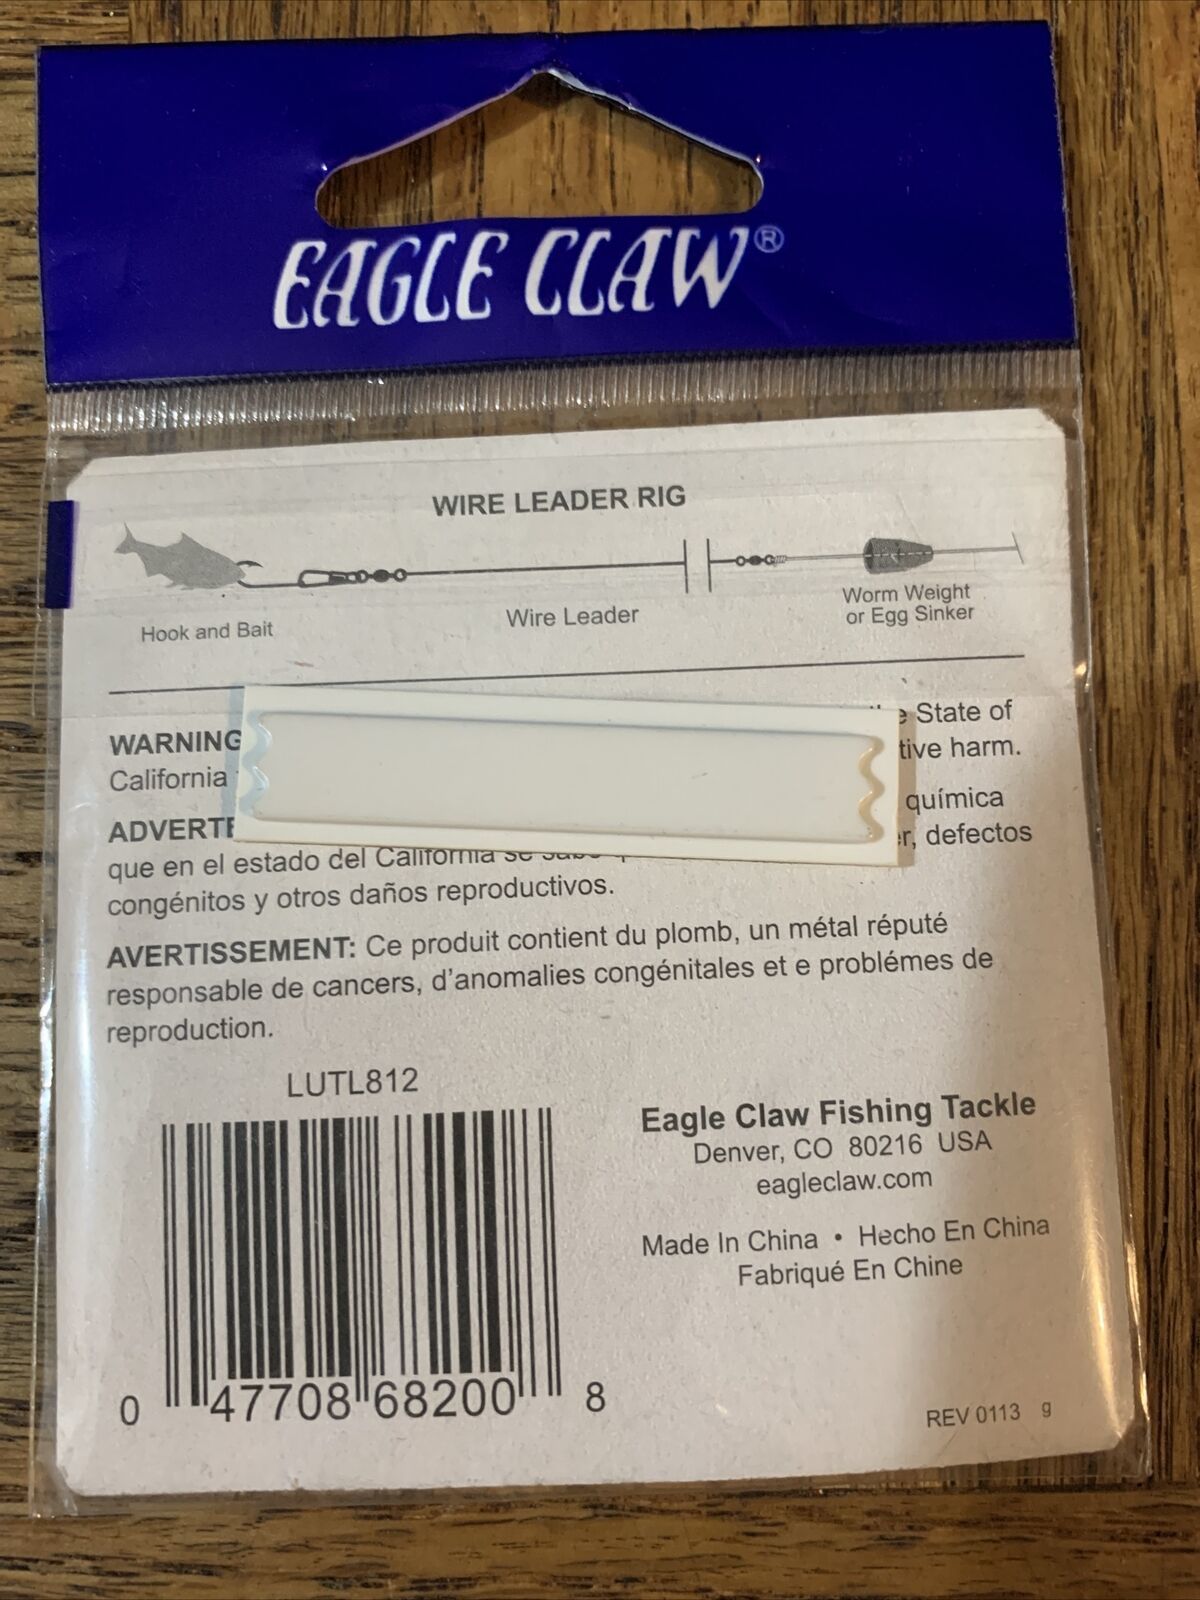 EAGLE CLAW®
WIRE LEADER RIG
Hook and Bait
Wire Leader
Worm Weight
or Egg Sinker
WARNING State of
California harm.
química
defectos
que en el estado del California se
congénitos y otros daños reproductivos.
AVERTISSEMENT: Ce produit contient du plomb, un métal réputé
responsable de cancers, d'anomalies congénitales et e problémes de
reproduction.
LUTL812
0 47708 68200 8
Eagle Claw Fishing Tackle
Denver, CO 80216 USA
eagleclaw.com
Made In China • Hecho En China
Fabriqué En Chine
REV 0113 g